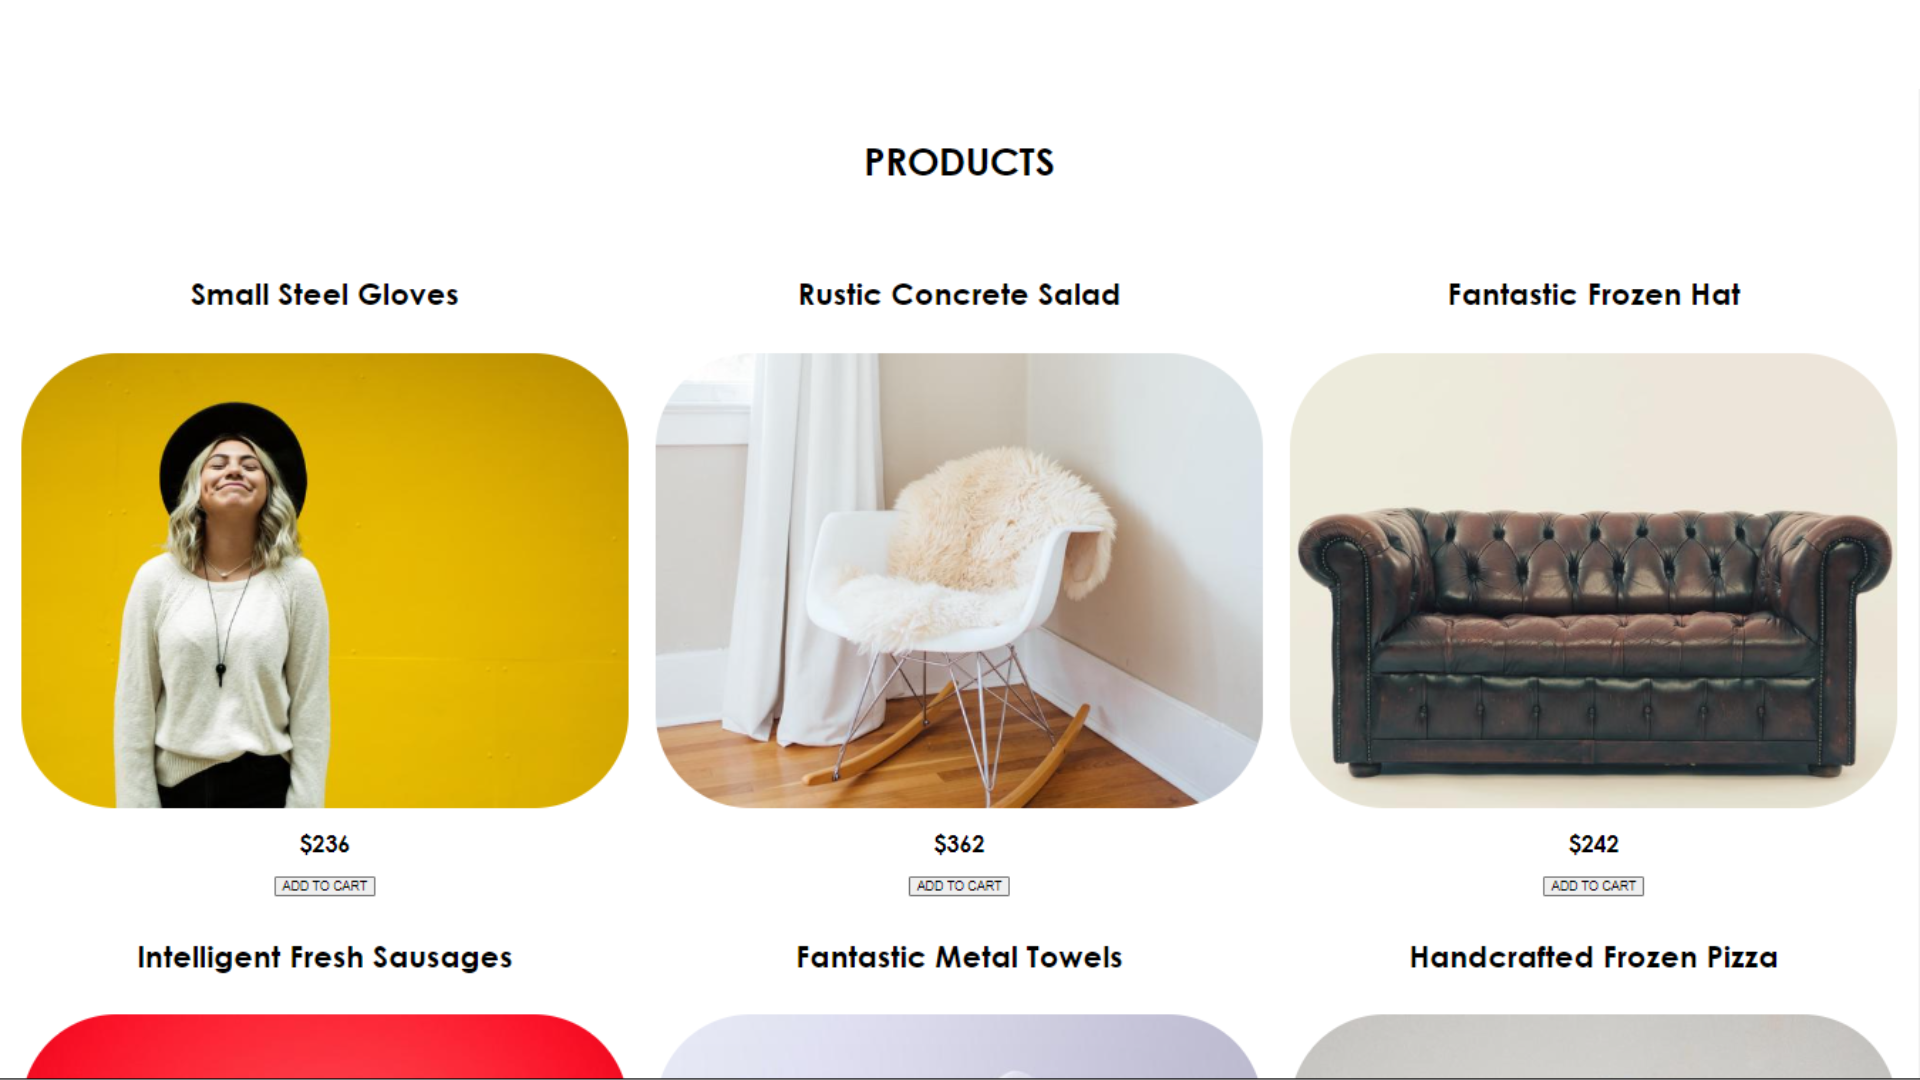 PRODUCTS
Small Steel Gloves
Rustic Concrete Salad
Fantastic Frozen Hat
$236
$362
$242
ADD TO CART
ADD TO CART
ADD TO CART
Intelligent Fresh Sausages
Fantastic Metal Towels
Handcrafted Frozen Pizza